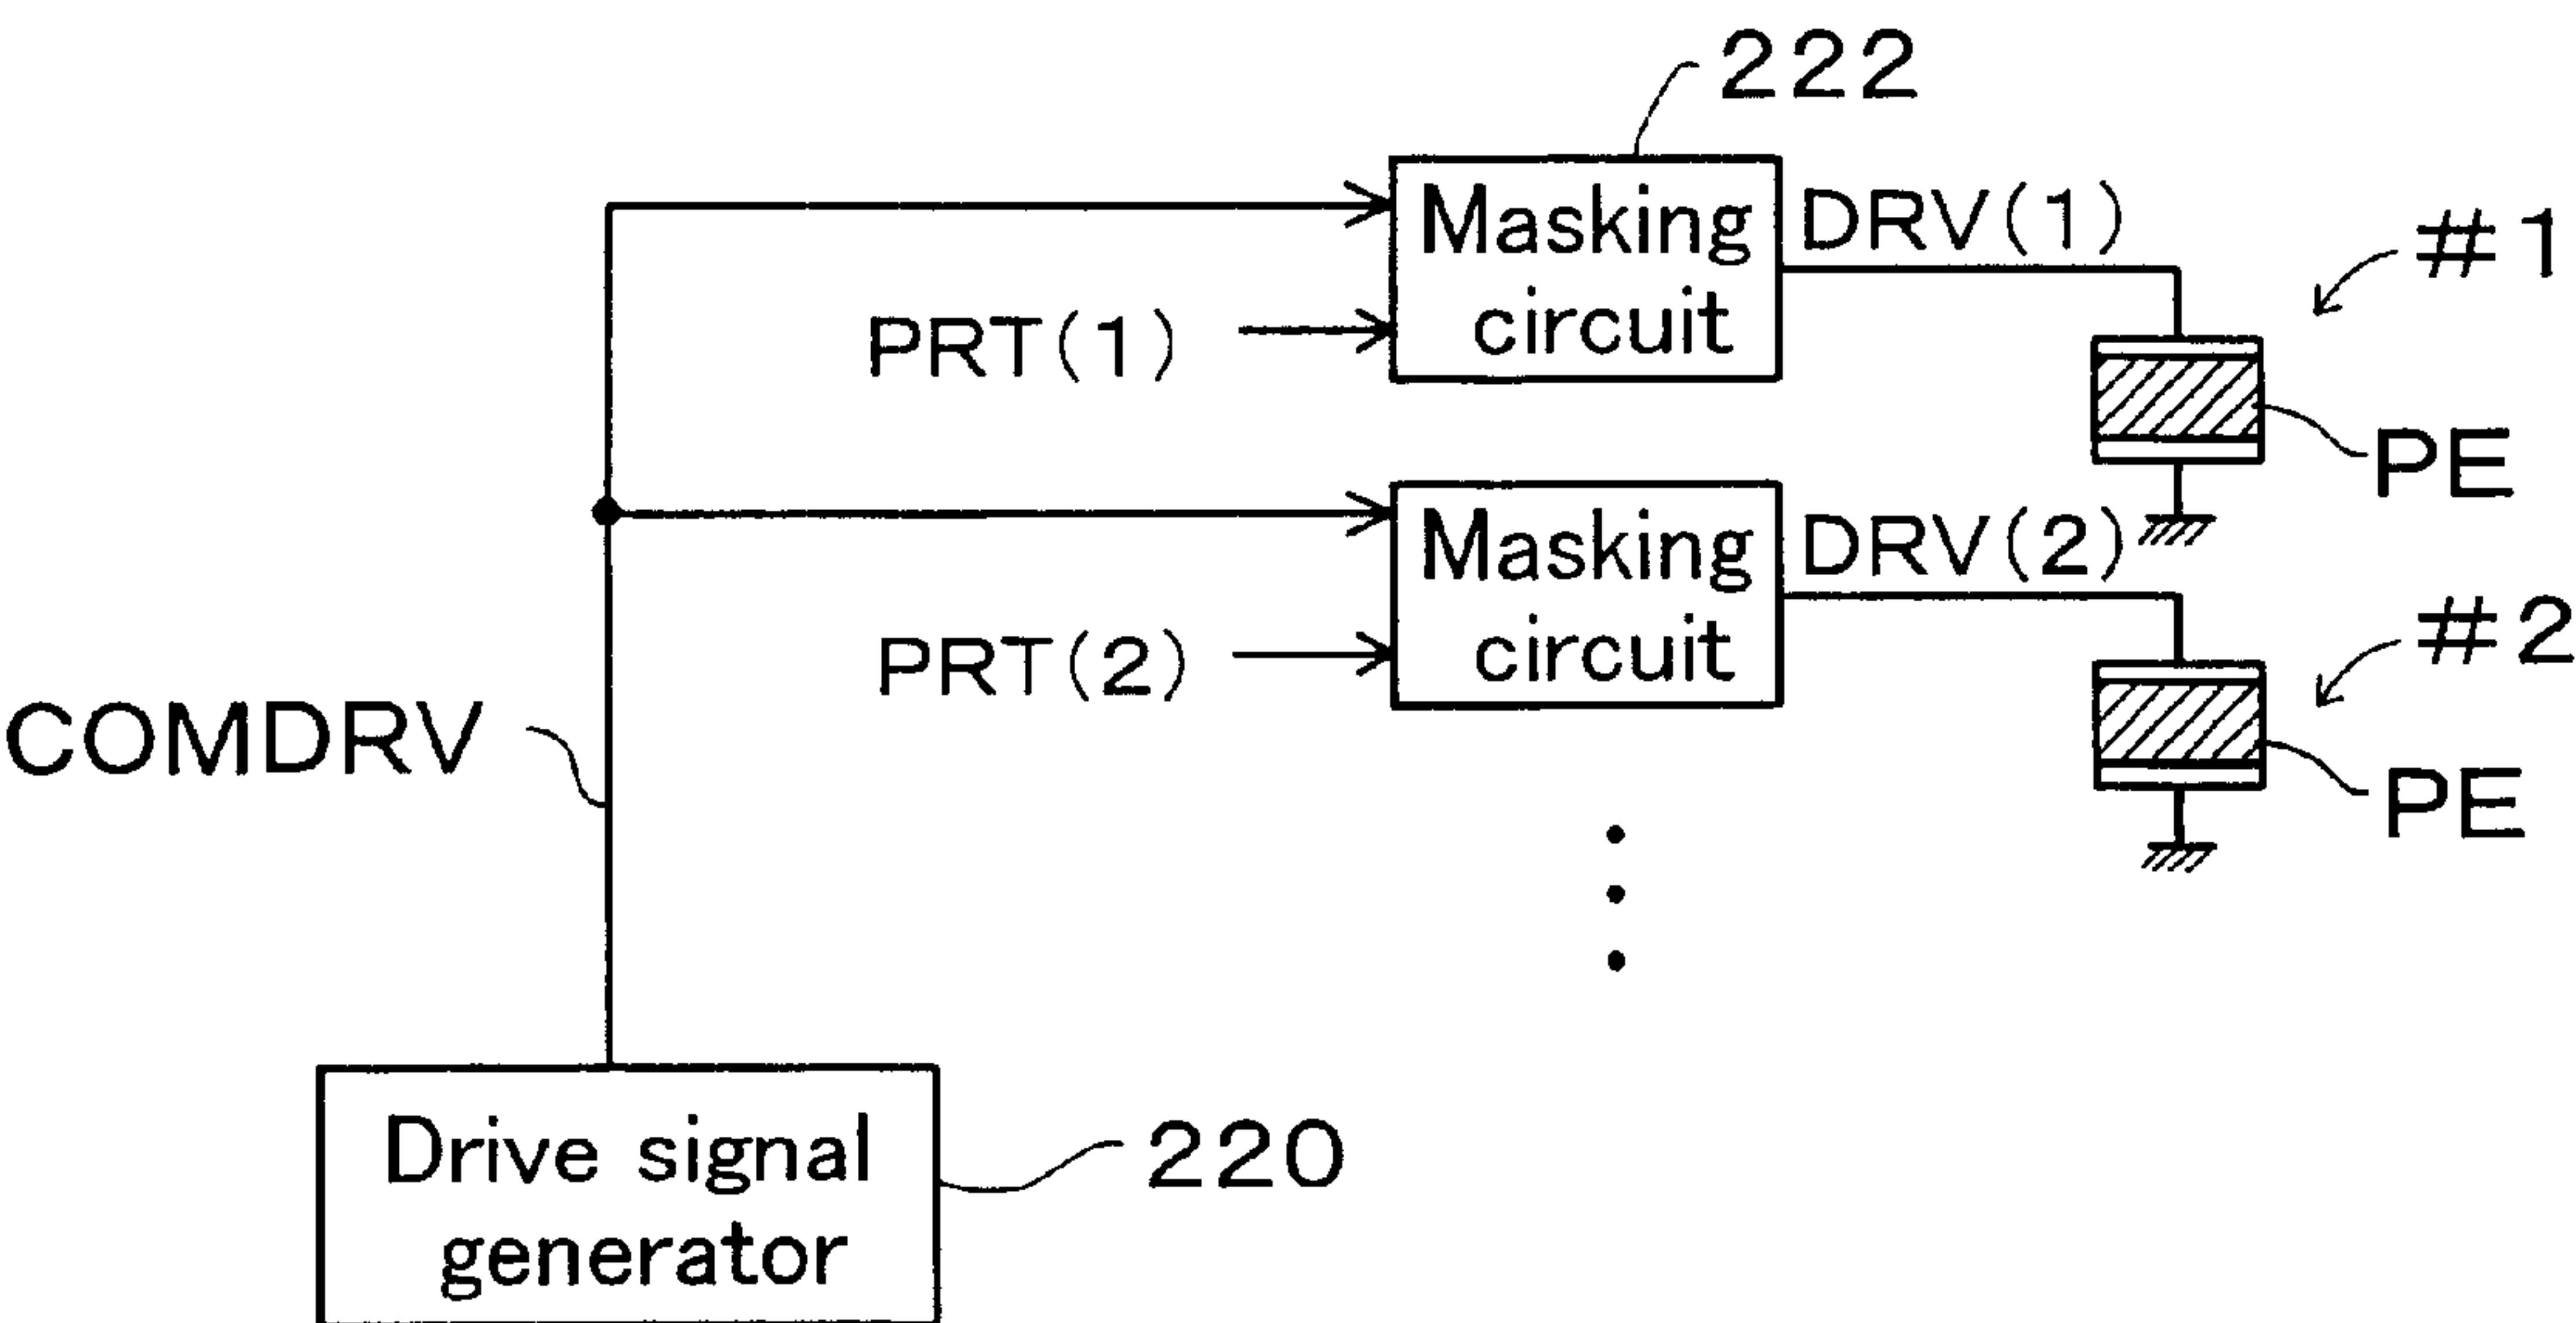 222
Masking
circuit
DRV(1)
#1
PRT(1)
PE
Masking
circuit
DRV(2)
#2
PRT(2)
COMDRV
PE
Drive signal
generator
220